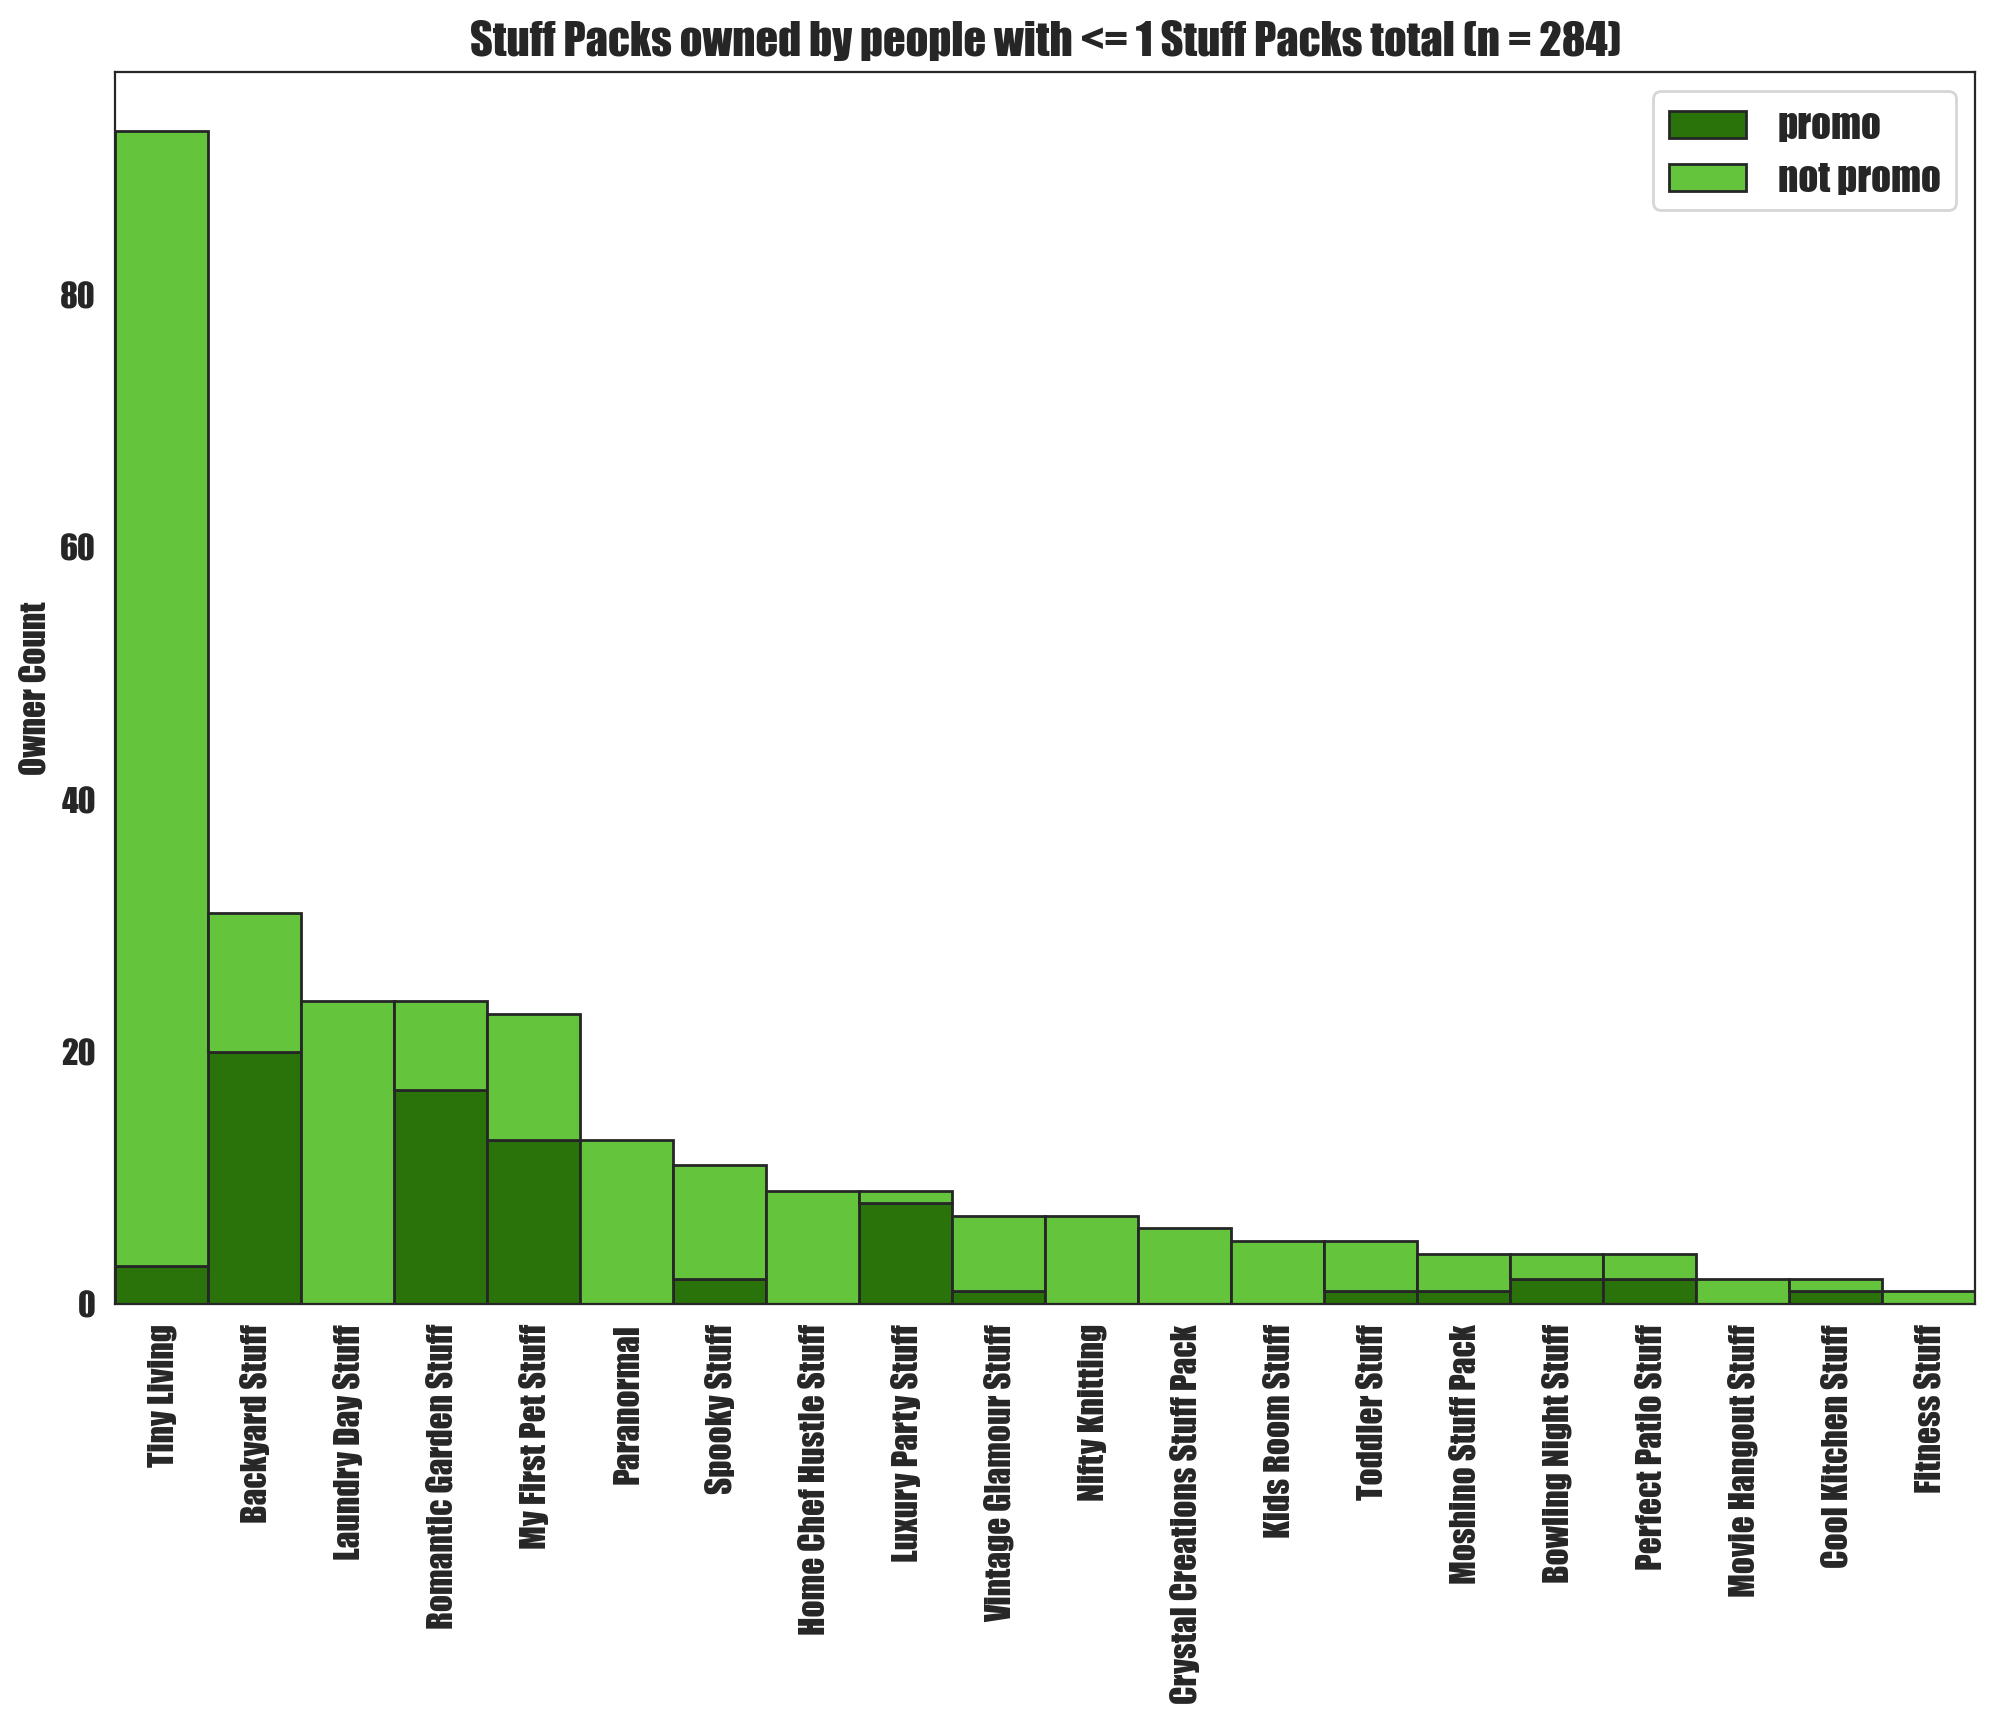 Stuff Packs owned by people with <= 1 Stuff Packs total (n = 284)
promo
not promo
Owner Count
80
60
40
20
0
Tiny Living
Backyard Stuff
Laundry Day Stuff
Romantic Garden Stuff
My First Pet Stuff
Paranormal
Spooky Stuff
Home Chef Hustle Stuff
Luxury Party Stuff
Vintage Glamour Stuff
Nifty Knitting
Crystal Creations Stuff Pack
Kids Room Stuff
Toddler Stuff
Moshino Stuff Pack
Bowling Night Stuff
Perfect Patio Stuff
Movie Hangout Stuff
Cool Kitchen Stuff
Fitness Stuff